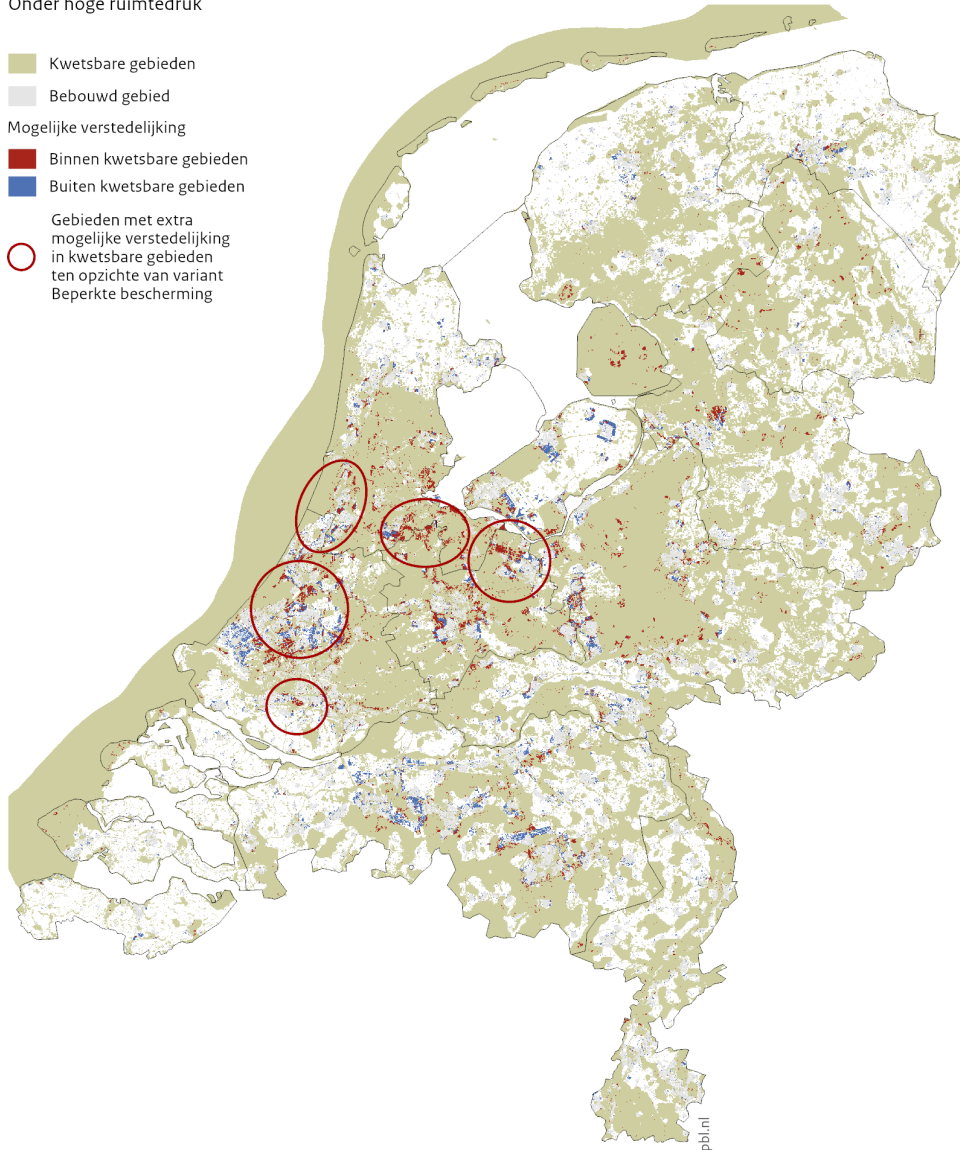 Onder hoge ruimtedruk
Kwetsbare gebieden
Bebouwd gebied
Mogelijke verstedelijking
Binnen kwetsbare gebieden
Buiten kwetsbare gebieden
Gebieden met extra
mogelijke verstedelijking
in kwetsbare gebieden
ten opzichte van variant
Beperkte bescherming
pbl.nl